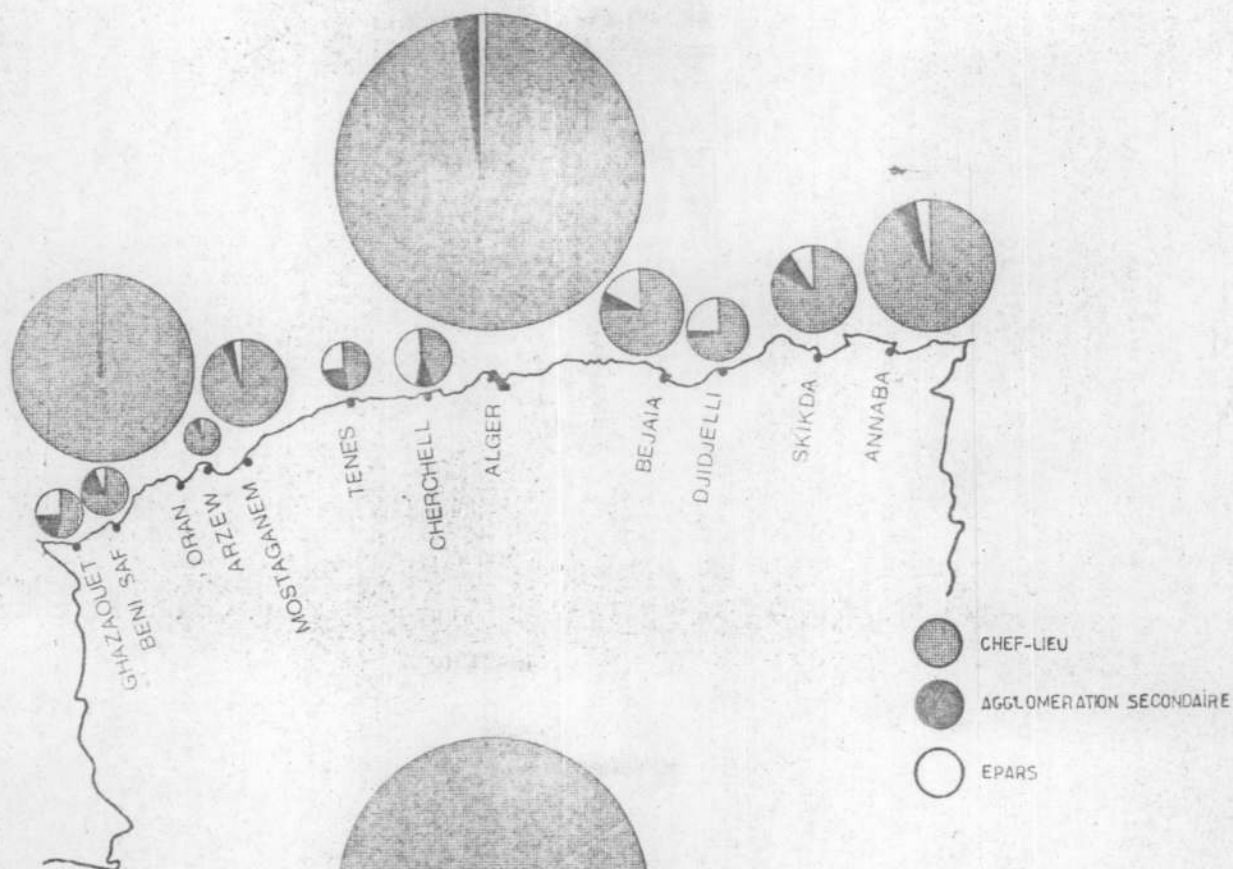 GHAZAOUET
BENI SAF
ORAN
ARZEW
MOSTAGANEM
TENES
CHERCHELL
ALGER
BEJAIA
DJIDJELLI
SKIKDA
ANNABA
CHEF-LIEU
AGGLOMERATION SECONDAIRE
EPARS